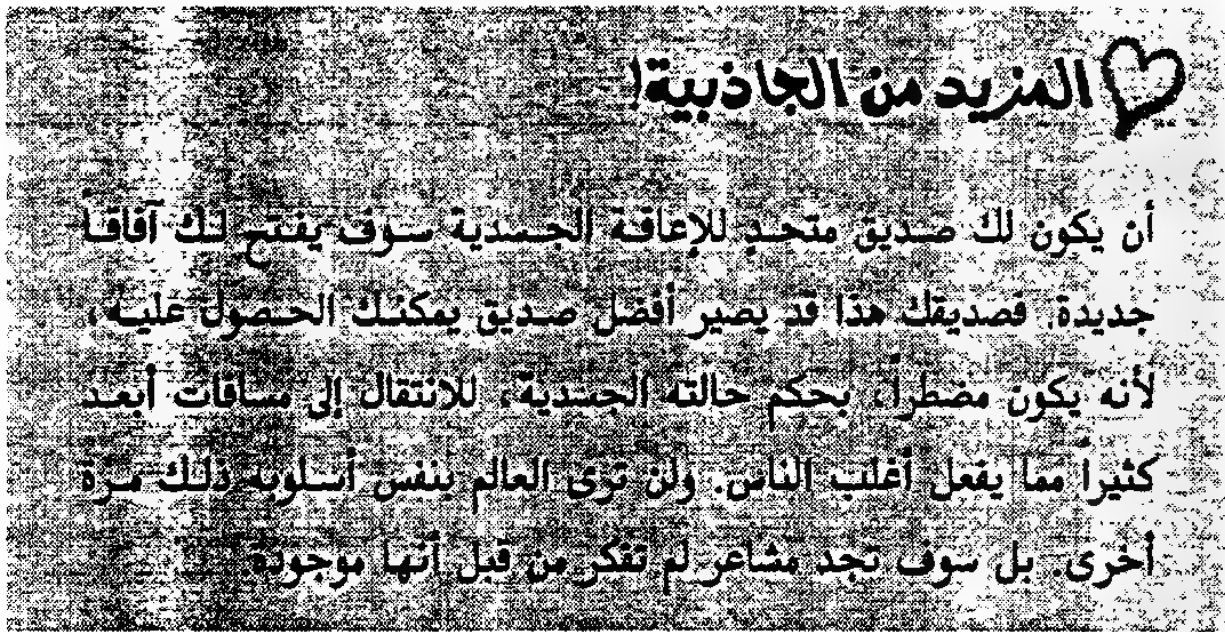 المزيد من الجاذبية!
أن يكون لك صديق متحدٍ للإعاقة الجسدية سوف يفتح لك آفاقاً
جديدة. فصديقك هذا قد يصير أفضل صديق يمكنك الحصول عليه،
لأنه يكون مضطراً، بحكم حالته الجسدية، للانتقال إلى مسافات أبعد
كثيراً مما يفعل أغلب الناس. ولن ترى العالم بنفس أسلوبه ذلك مرة
أخرى. بل سوف تجد مشاعر لم تفكر من قبل أنها موجودة.